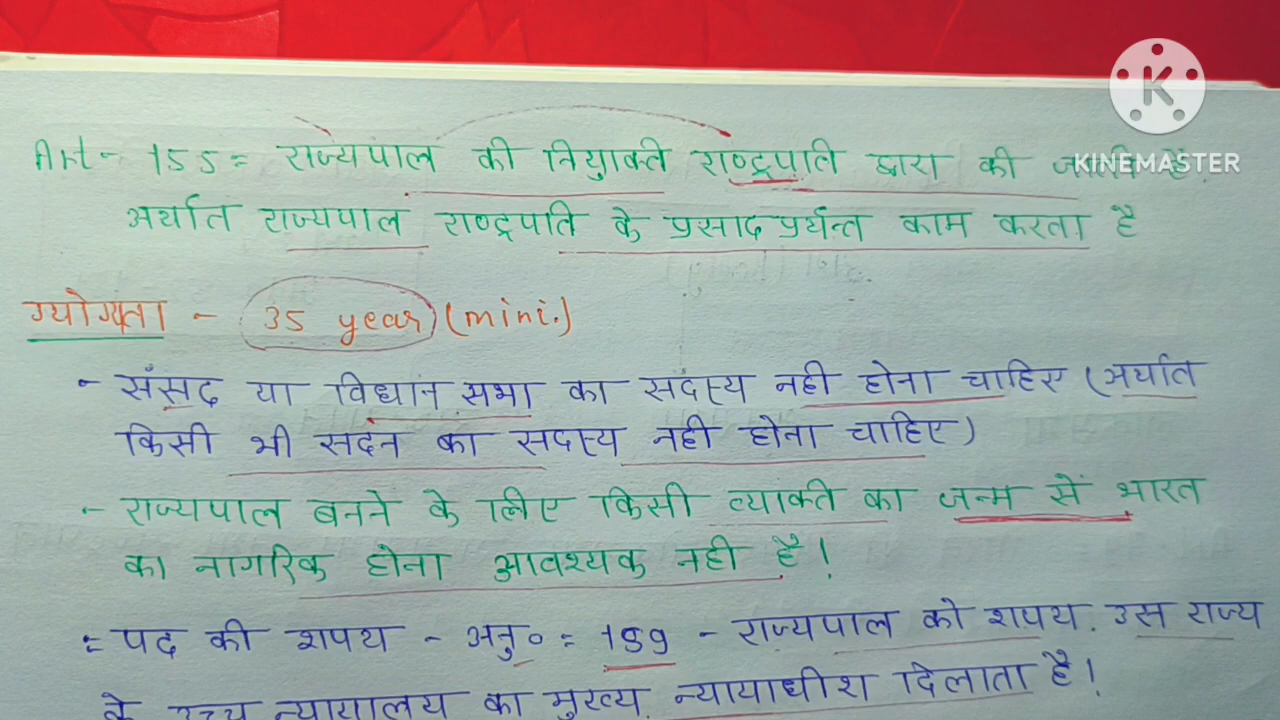 Art - 155 = राज्यपाल की नियुक्ति राष्ट्रपति द्वारा की जाती है।
अर्थात राज्यपाल राष्ट्रपति के प्रसाद पर्यन्त काम करता है
योग्यता - 35 year (mini.)
- संसद या विधान सभा का सदस्य नही होना चाहिए (अर्थात
किसी भी सदन का सदस्य नही होना चाहिए)
- राज्यपाल बनने के लिए किसी व्यक्ति का जन्म से भारत
का नागरिक होना आवश्यक नही है।
= पद की शपथ - अनु० = 159 - राज्यपाल को शपथ उस राज्य
के उच्च न्यायालय का मुख्य न्यायाधीश दिलाता है।
KINEMASTER